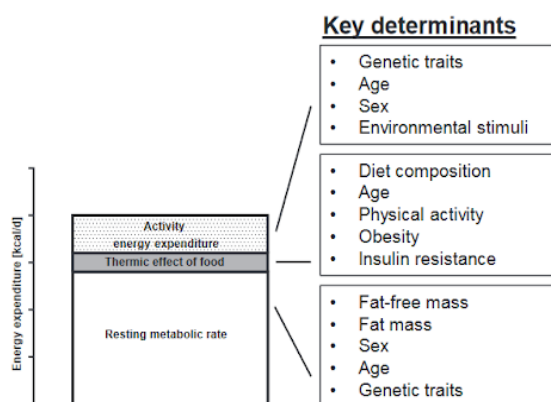 Key determinants
• Genetic traits
• Age
• Sex
• Environmental stimuli
• Diet composition
• Age
• Physical activity
• Obesity
• Insulin resistance
• Fat-free mass
• Fat mass
• Sex
• Age
• Genetic traits
Energy expenditure [kcal/d]
Activity
energy expenditure
Thermic effect of food
Resting metabolic rate